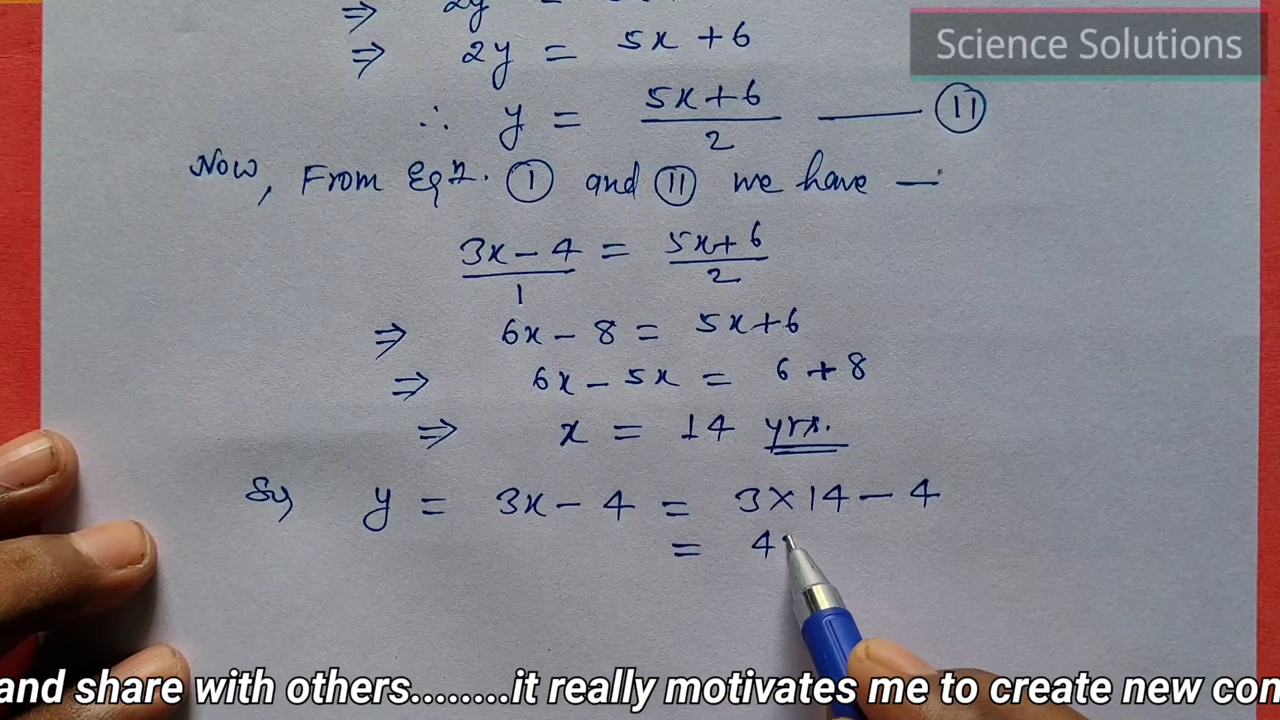 Science Solutions
⇒ 2y =
⇒ 2y = 5x + 6
∴ y = (5x+6)/2 —— II
Now, From Eqn. I and II we have —
(3x - 4)/1 = (5x+6)/2
⇒ 6x - 8 = 5x+6
⇒ 6x - 5x = 6 + 8
⇒ x = 14 yrs.
So, y = 3x - 4 = 3×14 - 4
= 4
and share with others........it really motivates me to create new con